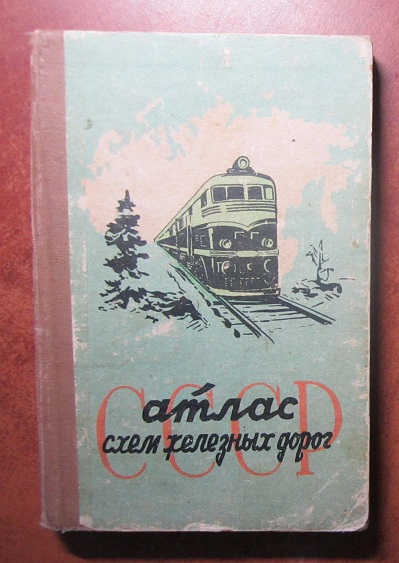 атлас
схем железных дорог
СССР